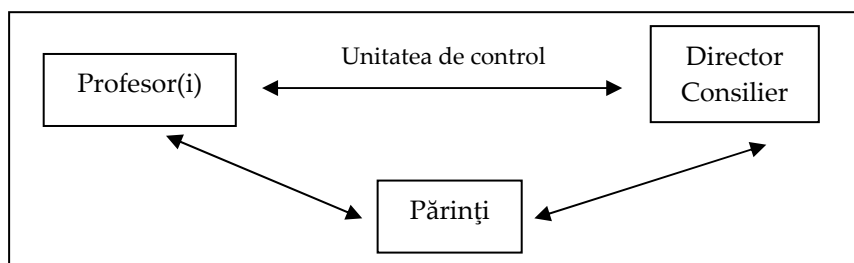 Unitatea de control
Profesor(i)
Director
Consilier
Părinţi